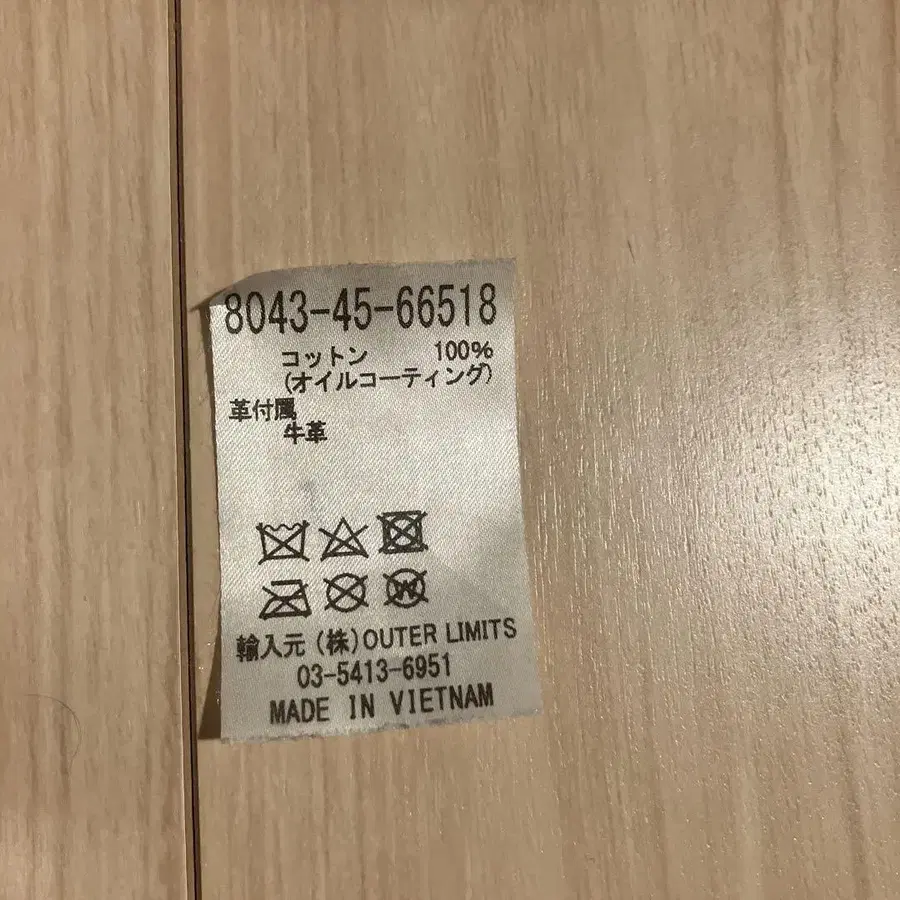 8043-45-66518
コットン 100%
(オイルコーティング)
革付属
牛革
輸入元 (株)OUTER LIMITS
03-5413-6951
MADE IN VIETNAM